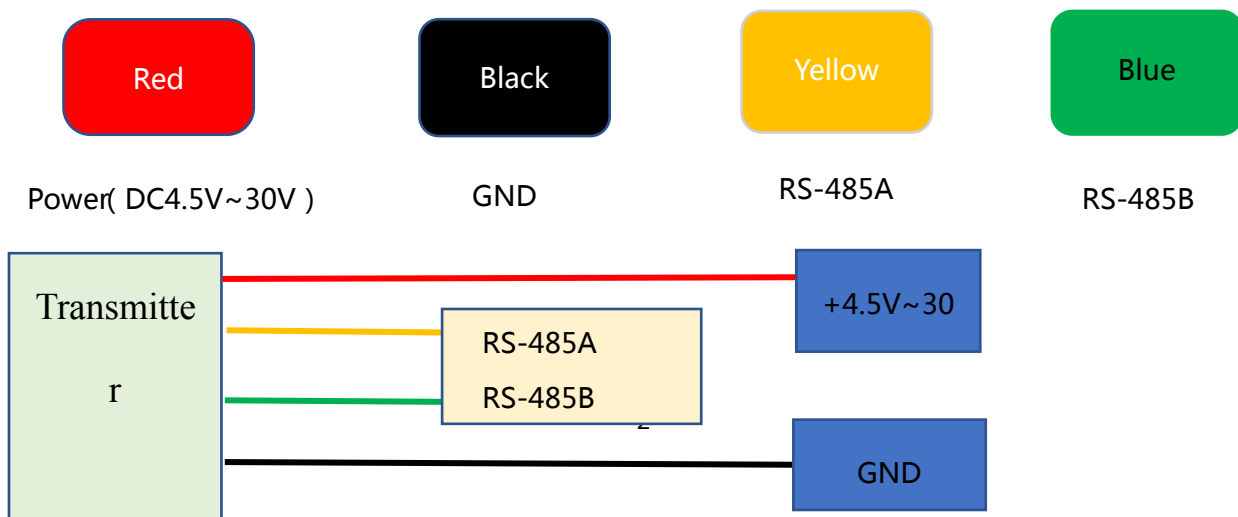 Red
Black
Yellow
Blue
Power( DC4.5V~30V )
GND
RS-485A
RS-485B
Transmitte
r
RS-485A
RS-485B
2
+4.5V~30
GND